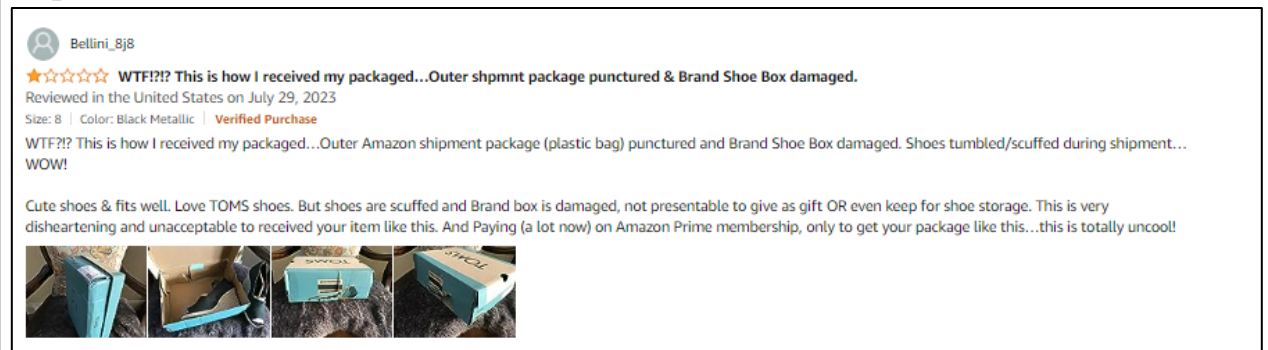 Bellini_8j8
WTF!?!? This is how I received my packaged...Outer shpmnt package punctured & Brand Shoe Box damaged.
Reviewed in the United States on July 29, 2023
Size: 8 | Color: Black Metallic | Verified Purchase
WTF?!? This is how I received my packaged...Outer Amazon shipment package (plastic bag) punctured and Brand Shoe Box damaged. Shoes tumbled/scuffed during shipment...
WOW!
Cute shoes & fits well. Love TOMS shoes. But shoes are scuffed and Brand box is damaged, not presentable to give as gift OR even keep for shoe storage. This is very
disheartening and unacceptable to received your item like this. And Paying (a lot now) on Amazon Prime membership, only to get your package like this...this is totally uncool!
TOMS
TOMS